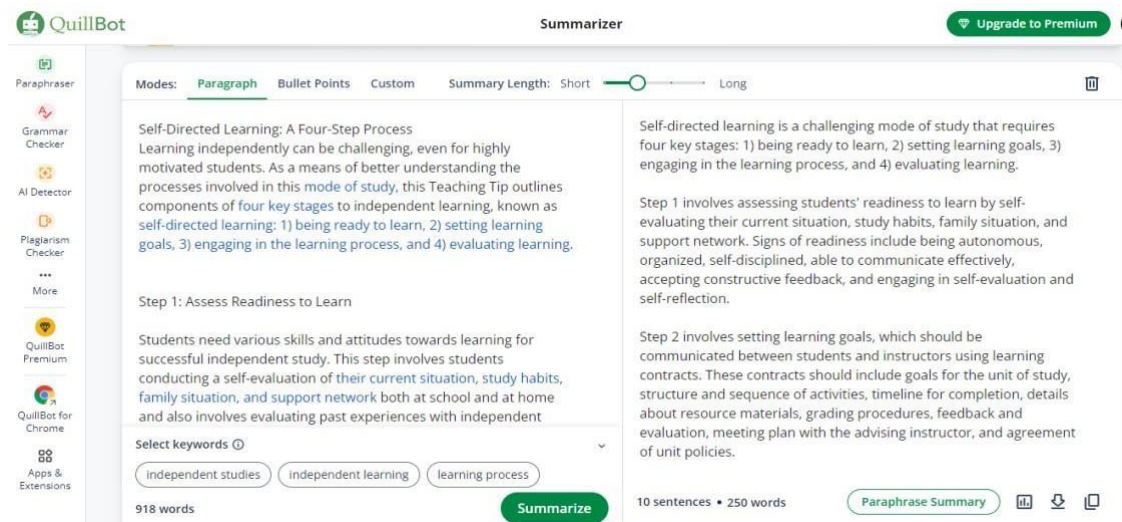 QuillBot
Summarizer
Upgrade to Premium
Paraphraser
Grammar
Checker
AI Detector
Plagiarism
Checker
More
QuillBot
Premium
QuillBot for
Chrome
Apps &
Extensions
Modes: Paragraph Bullet Points Custom Summary Length: Short Long
Self-Directed Learning: A Four-Step Process
Learning independently can be challenging, even for highly
motivated students. As a means of better understanding the
processes involved in this mode of study, this Teaching Tip outlines
components of four key stages to independent learning, known as
self-directed learning: 1) being ready to learn, 2) setting learning
goals, 3) engaging in the learning process, and 4) evaluating learning.
Step 1: Assess Readiness to Learn
Students need various skills and attitudes towards learning for
successful independent study. This step involves students
conducting a self-evaluation of their current situation, study habits,
family situation, and support network both at school and at home
and also involves evaluating past experiences with independent
Select keywords
independent studies independent learning learning process
918 words
Summarize
Self-directed learning is a challenging mode of study that requires
four key stages: 1) being ready to learn, 2) setting learning goals, 3)
engaging in the learning process, and 4) evaluating learning.
Step 1 involves assessing students' readiness to learn by self-
evaluating their current situation, study habits, family situation, and
support network. Signs of readiness include being autonomous,
organized, self-disciplined, able to communicate effectively,
accepting constructive feedback, and engaging in self-evaluation and
self-reflection.
Step 2 involves setting learning goals, which should be
communicated between students and instructors using learning
contracts. These contracts should include goals for the unit of study,
structure and sequence of activities, timeline for completion, details
about resource materials, grading procedures, feedback and
evaluation, meeting plan with the advising instructor, and agreement
of unit policies.
10 sentences • 250 words
Paraphrase Summary